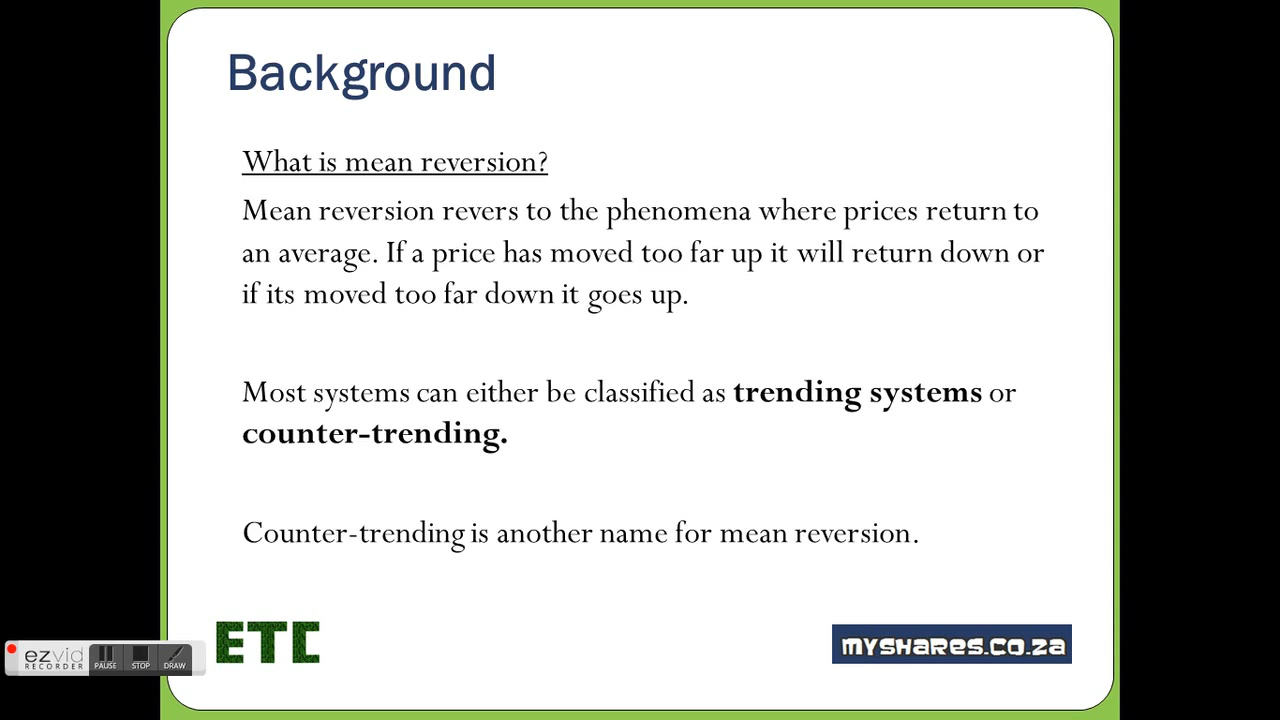 Background
What is mean reversion?
Mean reversion revers to the phenomena where prices return to
an average. If a price has moved too far up it will return down or
if its moved too far down it goes up.
Most systems can either be classified as trending systems or
counter-trending.
Counter-trending is another name for mean reversion.
ETC
MYSHARES.CO.ZA
ezvid
RECORDER
PAUSE
STOP
DRAW